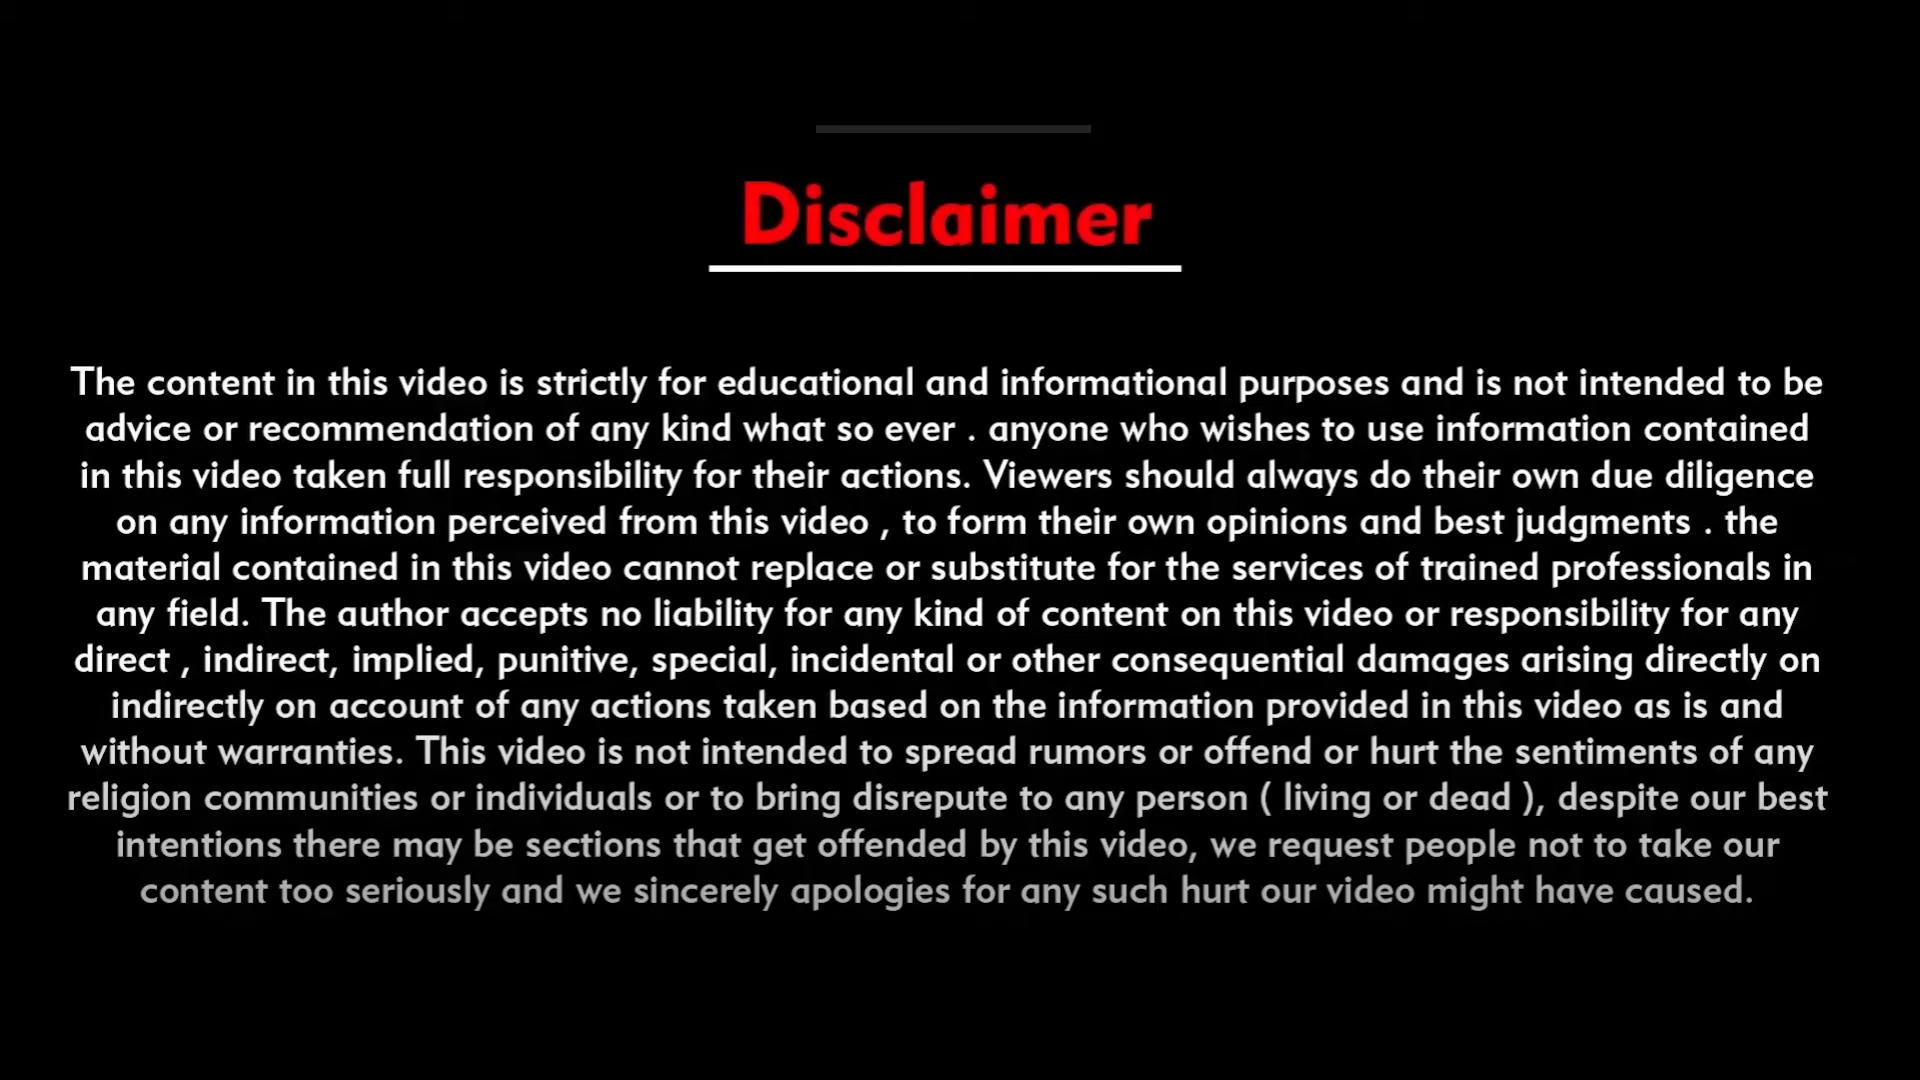 Disclaimer
The content in this video is strictly for educational and informational purposes and is not intended to be
advice or recommendation of any kind what so ever . anyone who wishes to use information contained
in this video taken full responsibility for their actions. Viewers should always do their own due diligence
on any information perceived from this video , to form their own opinions and best judgments . the
material contained in this video cannot replace or substitute for the services of trained professionals in
any field. The author accepts no liability for any kind of content on this video or responsibility for any
direct , indirect, implied, punitive, special, incidental or other consequential damages arising directly on
indirectly on account of any actions taken based on the information provided in this video as is and
without warranties. This video is not intended to spread rumors or offend or hurt the sentiments of any
religion communities or individuals or to bring disrepute to any person ( living or dead ), despite our best
intentions there may be sections that get offended by this video, we request people not to take our
content too seriously and we sincerely apologies for any such hurt our video might have caused.